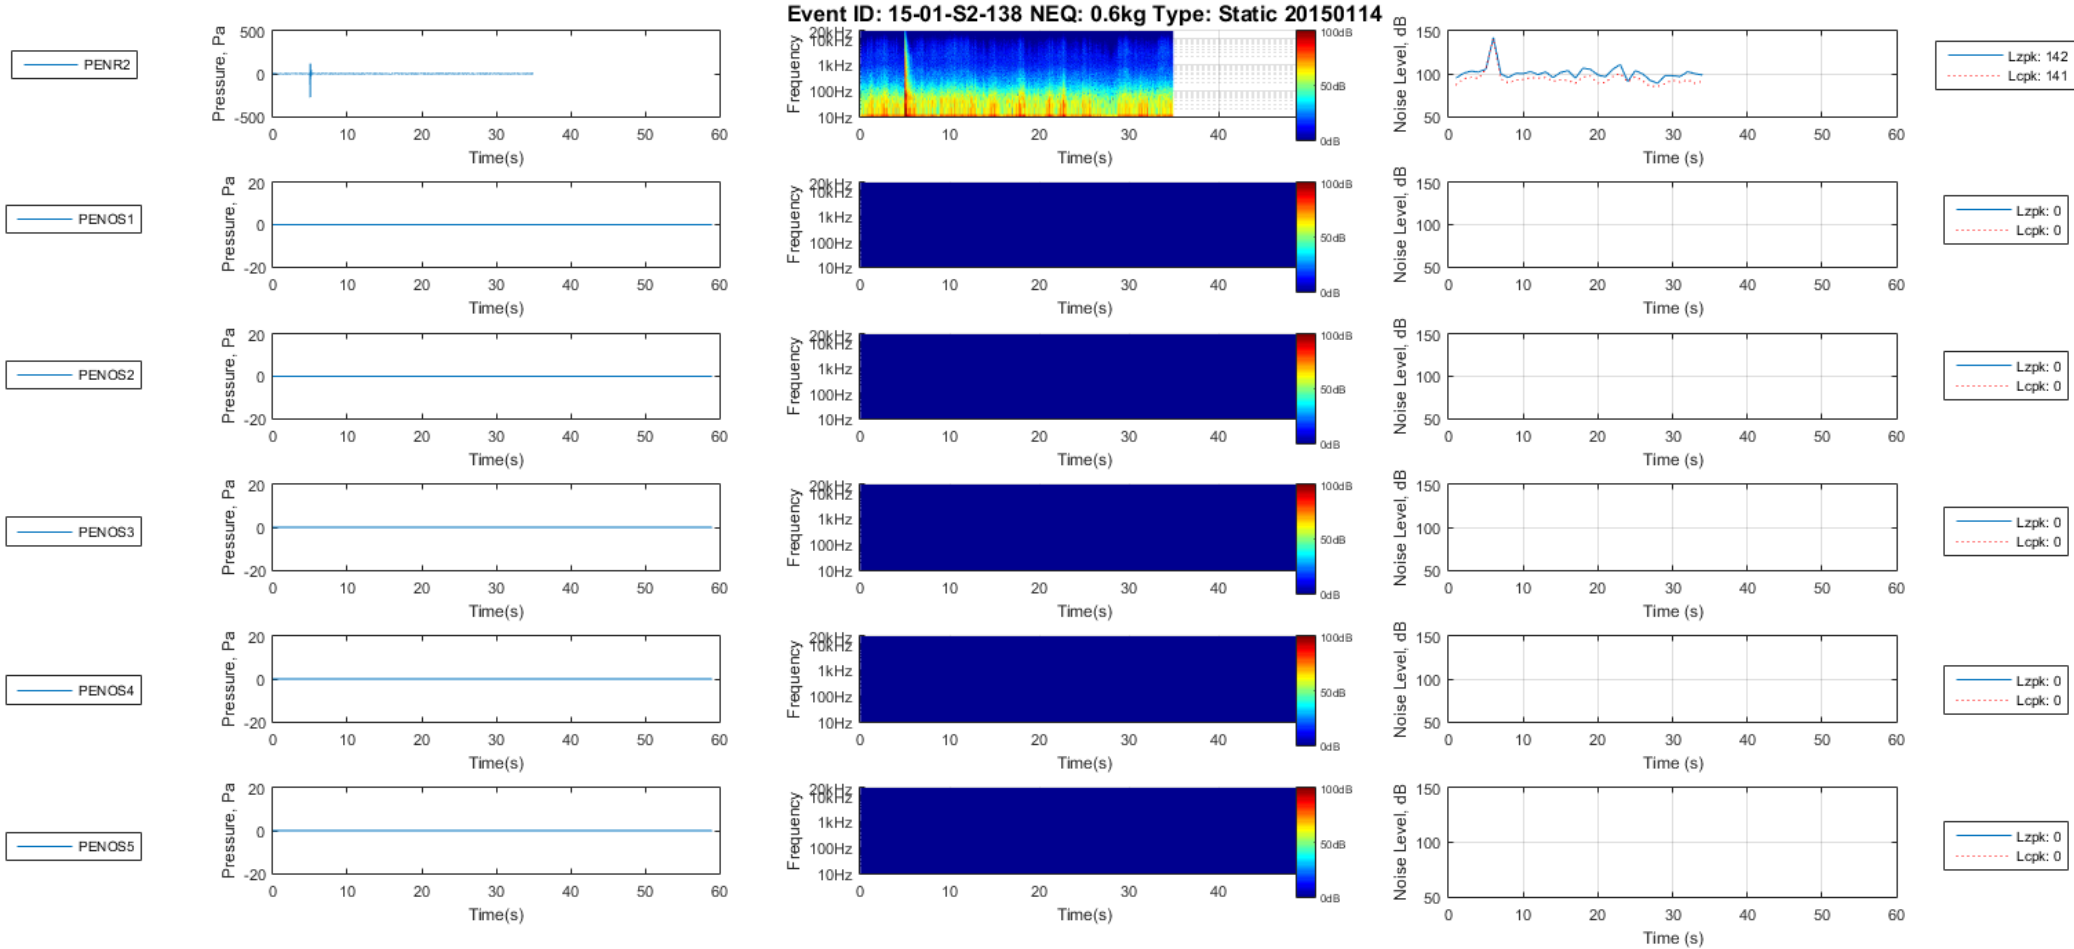 Event ID: 15-01-S2-138 NEQ: 0.6kg Type: Static 20150114
PENR2
Pressure, Pa
500
0
-500
0 10 20 30 40 50 60
Time(s)
Frequency
20kHz
10kHz
1kHz
100Hz
10Hz
0 10 20 30 40
Time(s)
100dB
50dB
0dB
Noise Level, dB
150
100
50
0 10 20 30 40 50 60
Time (s)
Lzpk: 142
Lcpk: 141
PENOS1
Pressure, Pa
20
0
-20
0 10 20 30 40 50 60
Time(s)
Frequency
20kHz
10kHz
1kHz
100Hz
10Hz
0 10 20 30 40
Time(s)
100dB
50dB
0dB
Noise Level, dB
150
100
50
0 10 20 30 40 50 60
Time (s)
Lzpk: 0
Lcpk: 0
PENOS2
Pressure, Pa
20
0
-20
0 10 20 30 40 50 60
Time(s)
Frequency
20kHz
10kHz
1kHz
100Hz
10Hz
0 10 20 30 40
Time(s)
100dB
50dB
0dB
Noise Level, dB
150
100
50
0 10 20 30 40 50 60
Time (s)
Lzpk: 0
Lcpk: 0
PENOS3
Pressure, Pa
20
0
-20
0 10 20 30 40 50 60
Time(s)
Frequency
20kHz
10kHz
1kHz
100Hz
10Hz
0 10 20 30 40
Time(s)
100dB
50dB
0dB
Noise Level, dB
150
100
50
0 10 20 30 40 50 60
Time (s)
Lzpk: 0
Lcpk: 0
PENOS4
Pressure, Pa
20
0
-20
0 10 20 30 40 50 60
Time(s)
Frequency
20kHz
10kHz
1kHz
100Hz
10Hz
0 10 20 30 40
Time(s)
100dB
50dB
0dB
Noise Level, dB
150
100
50
0 10 20 30 40 50 60
Time (s)
Lzpk: 0
Lcpk: 0
PENOS5
Pressure, Pa
20
0
-20
0 10 20 30 40 50 60
Time(s)
Frequency
20kHz
10kHz
1kHz
100Hz
10Hz
0 10 20 30 40
Time(s)
100dB
50dB
0dB
Noise Level, dB
150
100
50
0 10 20 30 40 50 60
Time (s)
Lzpk: 0
Lcpk: 0